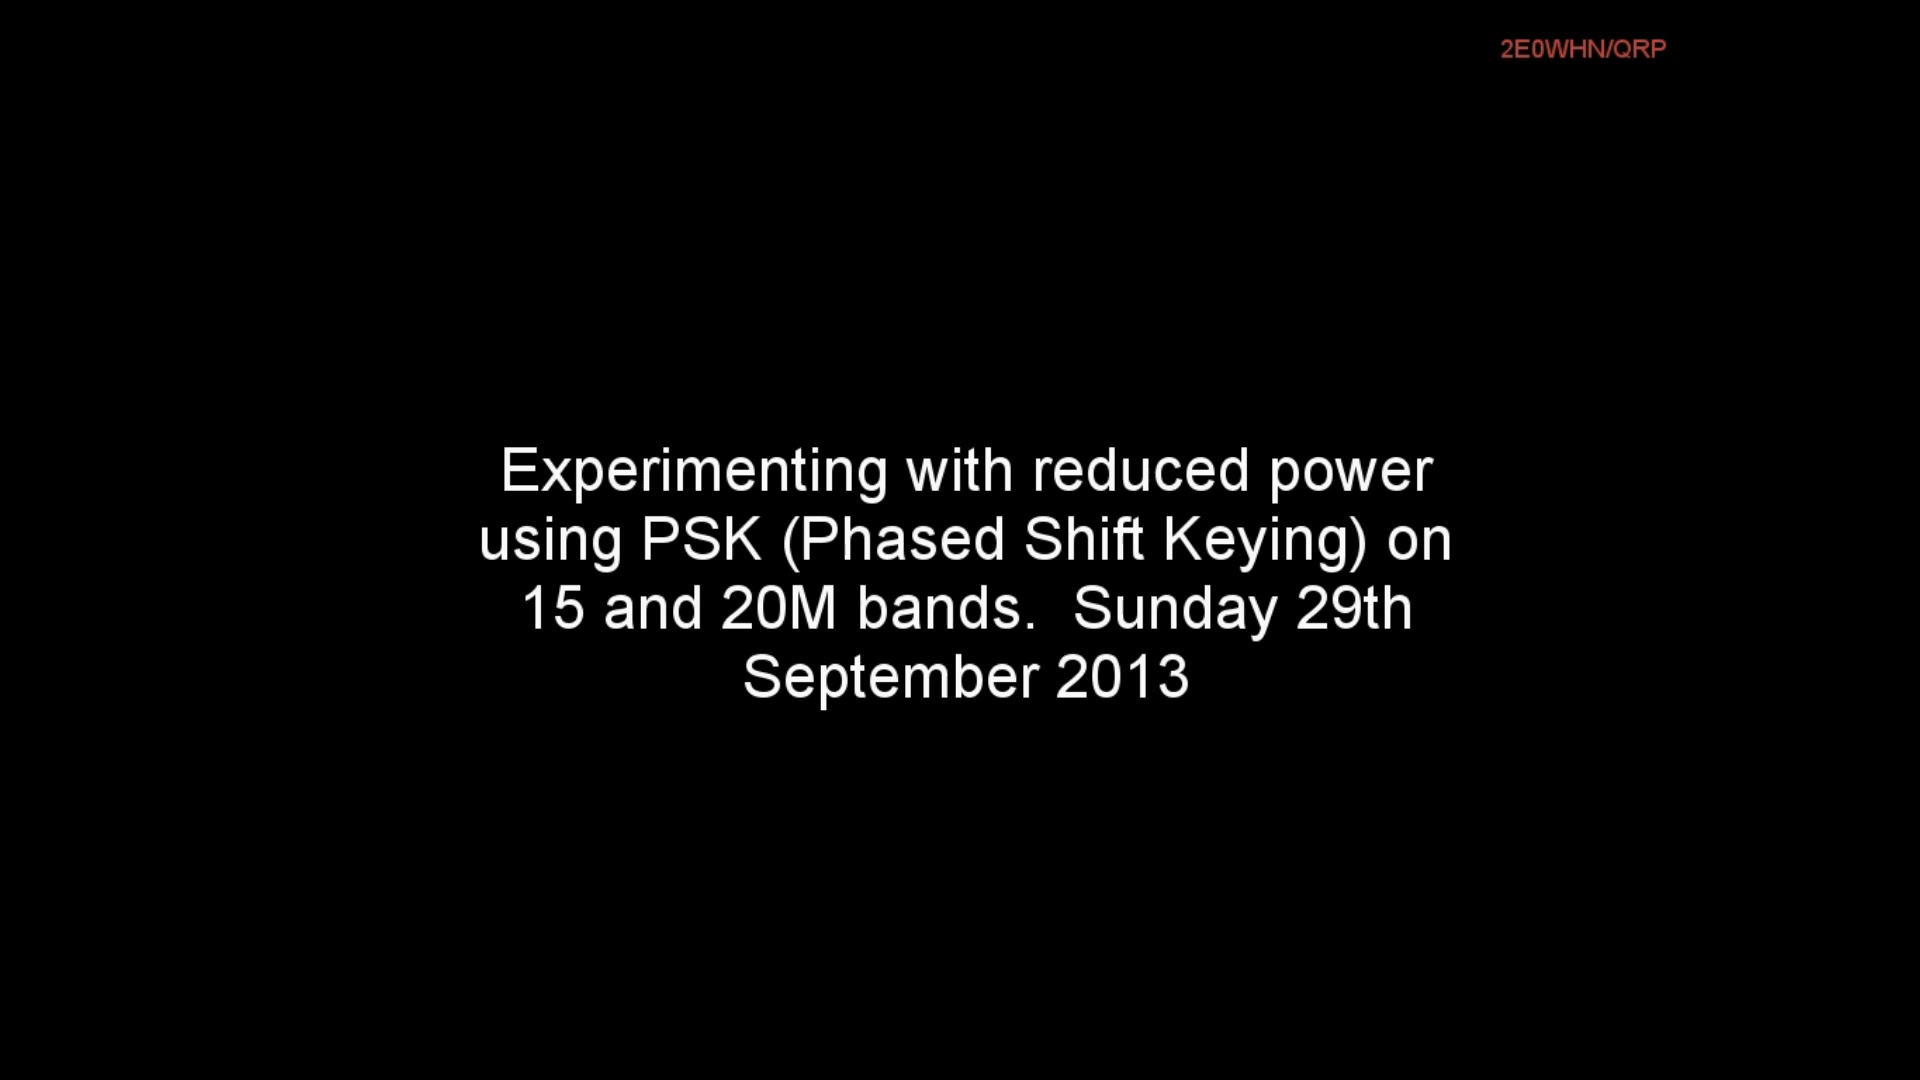 2E0WHN/QRP
Experimenting with reduced power
using PSK (Phased Shift Keying) on
15 and 20M bands.  Sunday 29th
September 2013